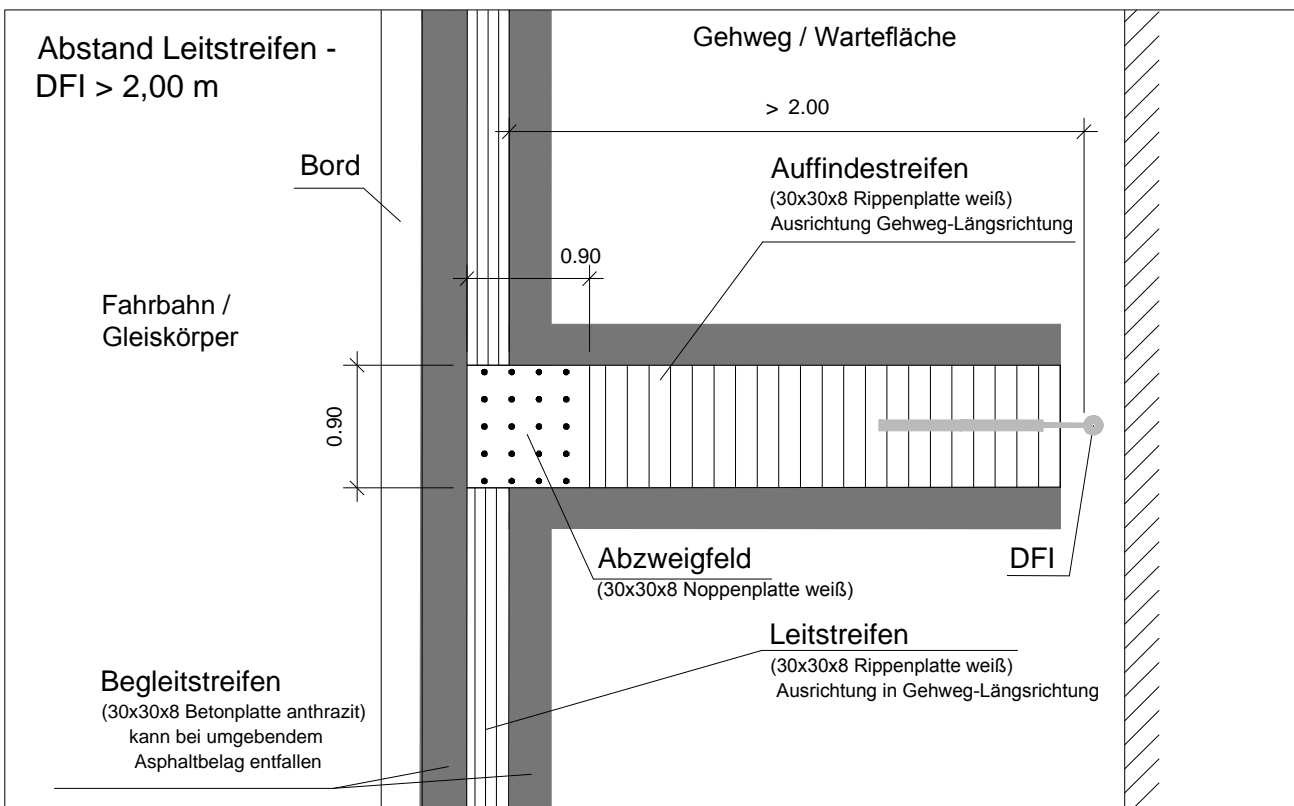 Abstand Leitstreifen -
DFI > 2,00 m
Gehweg / Wartefläche
> 2.00
Bord
Auffindestreifen
(30x30x8 Rippenplatte weiß)
Ausrichtung Gehweg-Längsrichtung
0.90
Fahrbahn /
Gleiskörper
0.90
Abzweigfeld
(30x30x8 Noppenplatte weiß)
DFI
Leitstreifen
(30x30x8 Rippenplatte weiß)
Ausrichtung in Gehweg-Längsrichtung
Begleitstreifen
(30x30x8 Betonplatte anthrazit)
kann bei umgebendem
Asphaltbelag entfallen